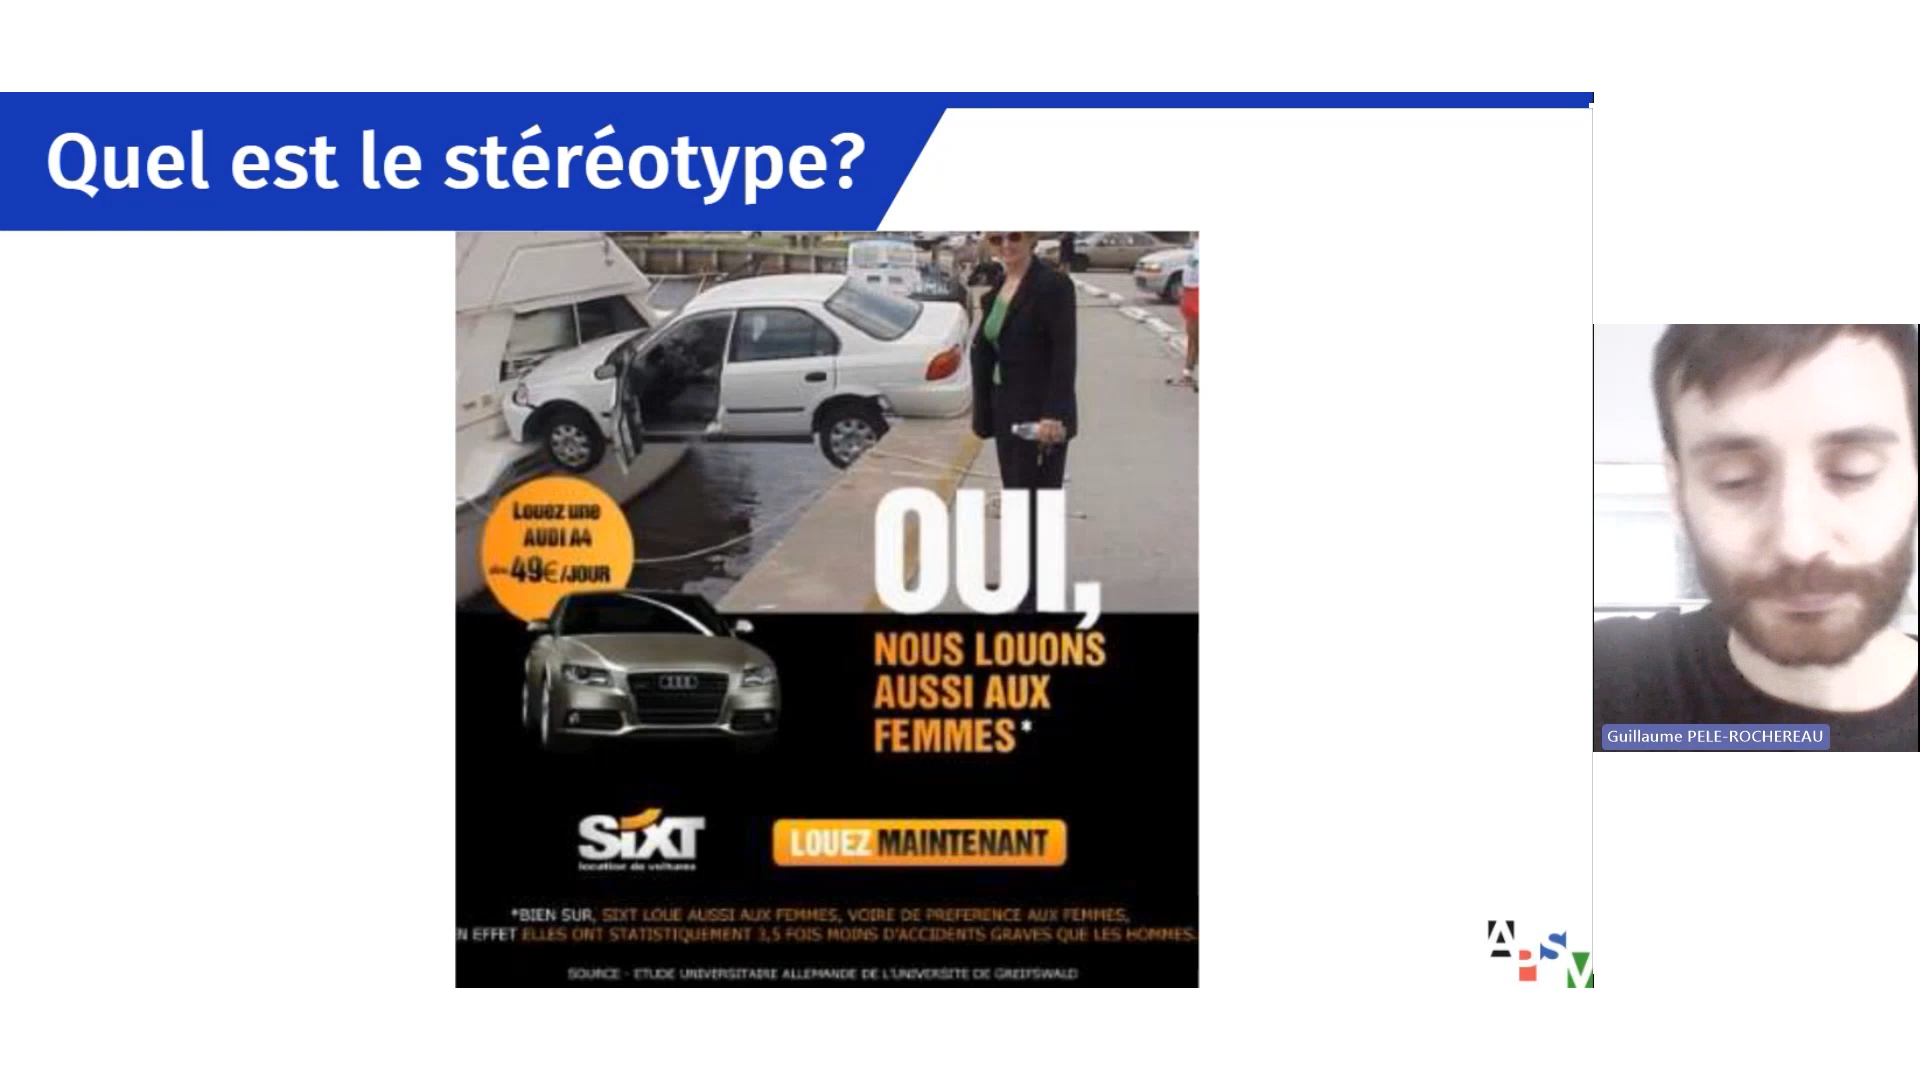 Quel est le stéréotype?
Louez une
AUDI A4
49€/JOUR
OUI,
NOUS LOUONS
AUSSI AUX
FEMMES*
SIXT
location de voitures
LOUEZ MAINTENANT
*BIEN SUR, SIXT LOUE AUSSI AUX FEMMES, VOIRE DE PREFERENCE AUX FEMMES,
N EFFET ELLES ONT STATISTIQUEMENT 3,5 FOIS MOINS D'ACCIDENTS GRAVES QUE LES HOMMES.
SOURCE - ETUDE UNIVERSITAIRE ALLEMANDE DE L'UNIVERSITE DE GREIFSWALD
APSV
Guillaume PELE-ROCHEREAU